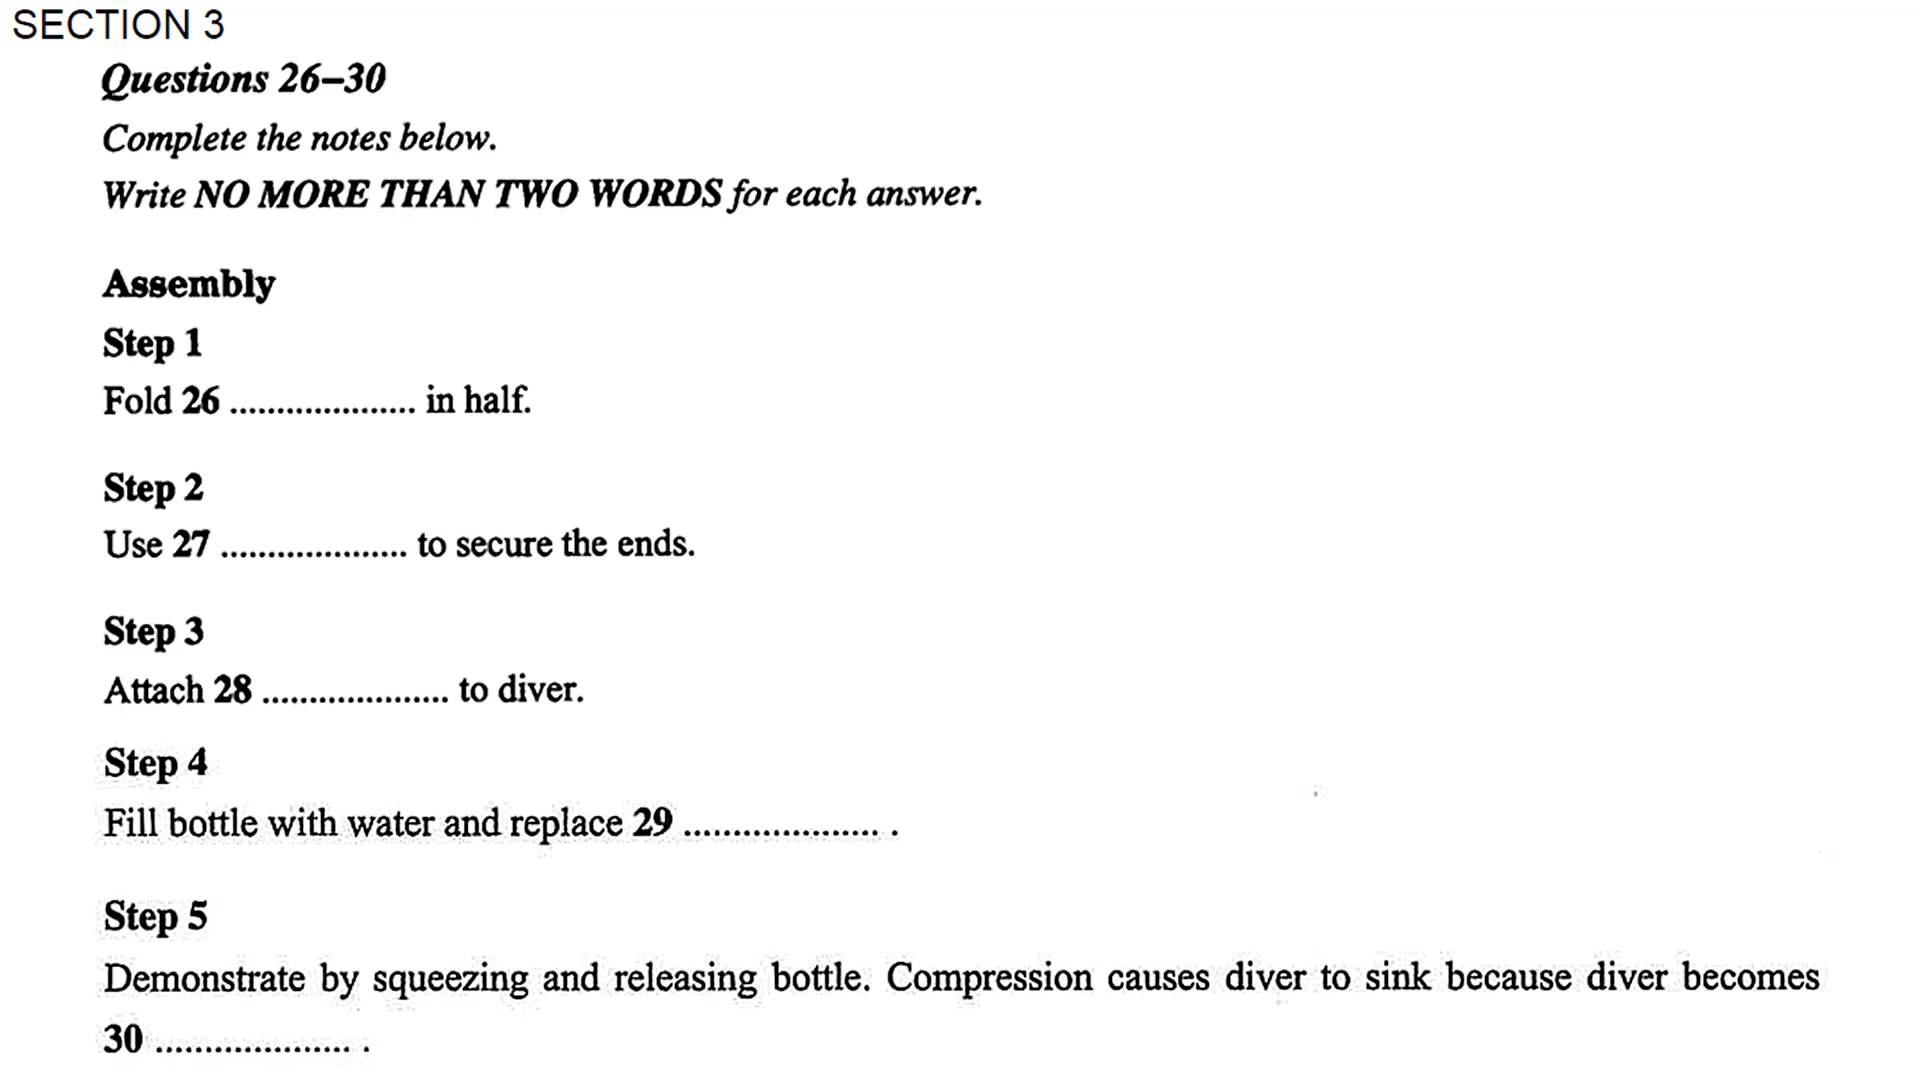 SECTION 3
Questions 26–30
Complete the notes below.
Write NO MORE THAN TWO WORDS for each answer.
Assembly
Step 1
Fold 26 .................... in half.
Step 2
Use 27 .................... to secure the ends.
Step 3
Attach 28 .................... to diver.
Step 4
Fill bottle with water and replace 29 .................... .
Step 5
Demonstrate by squeezing and releasing bottle. Compression causes diver to sink because diver becomes
30 .................... .